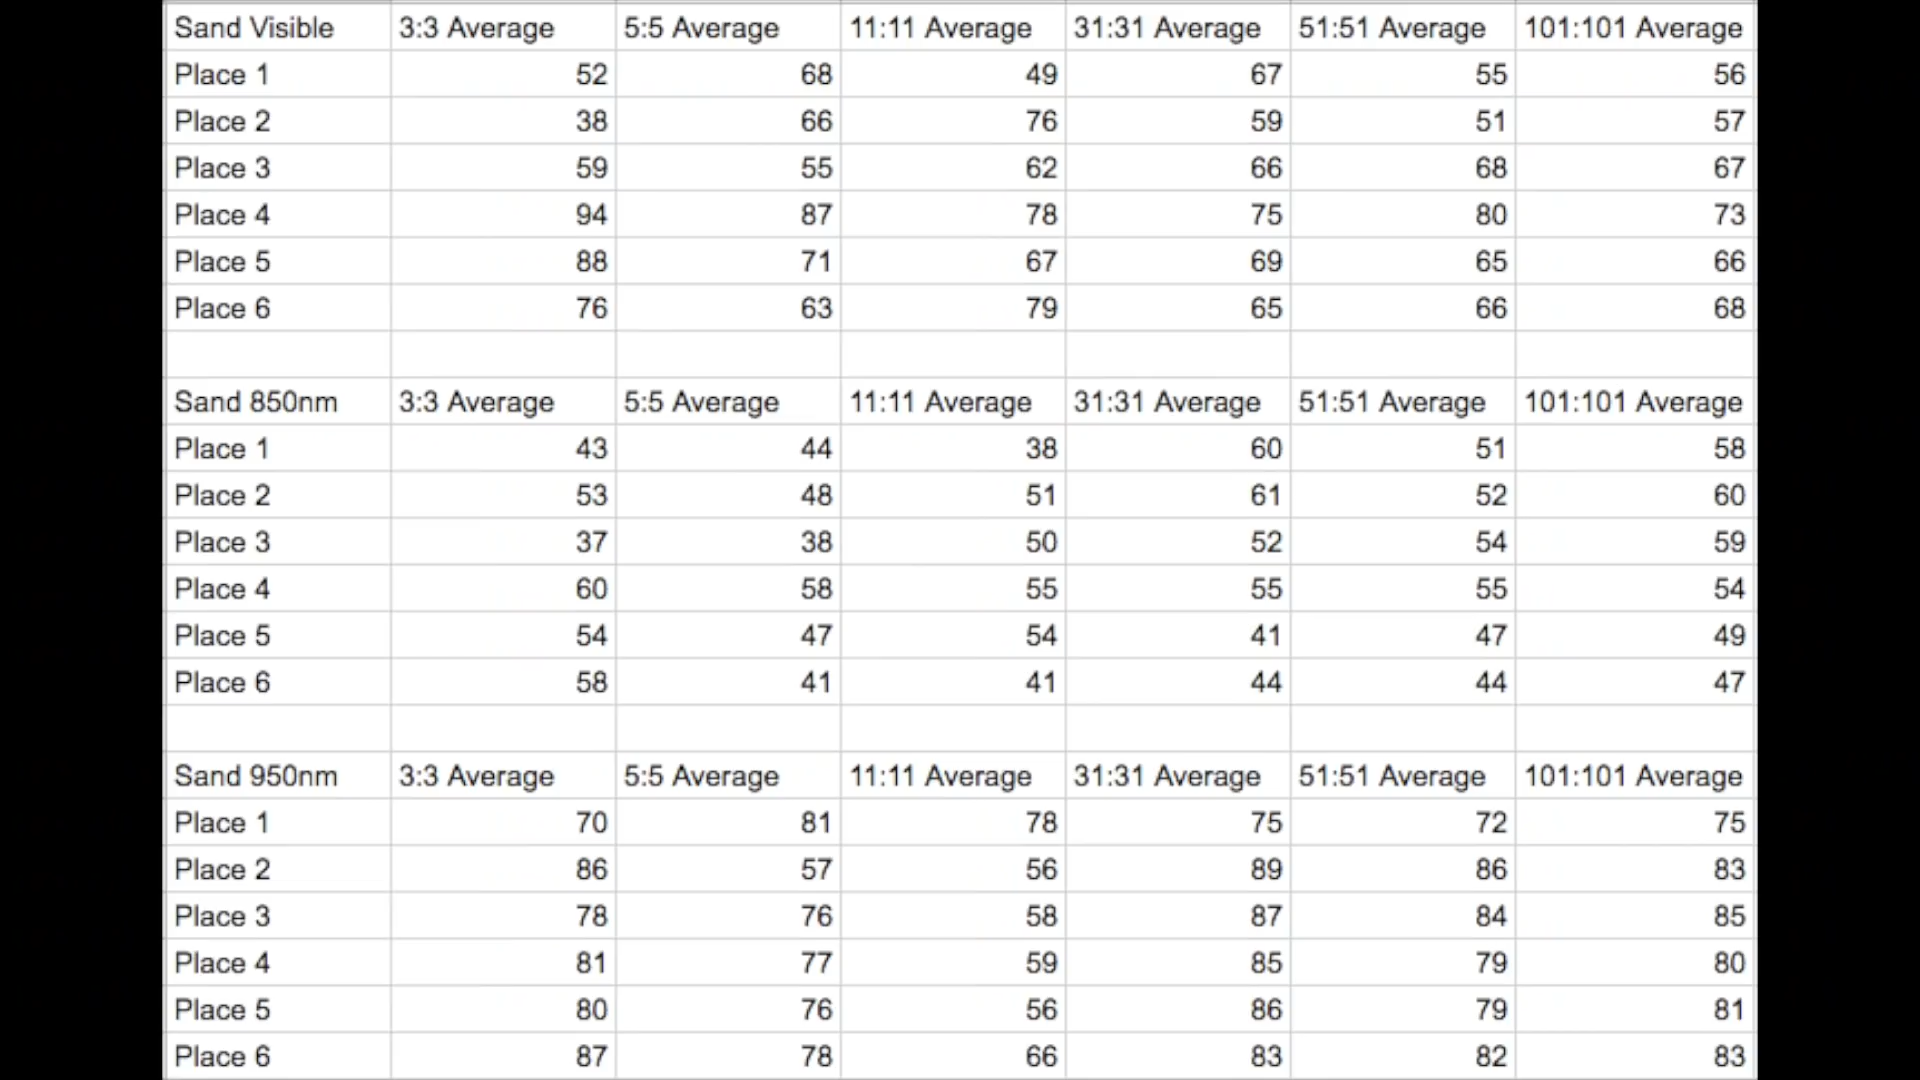 Sand Visible 3:3 Average 5:5 Average 11:11 Average 31:31 Average 51:51 Average 101:101 Average
Place 1 52 68 49 67 55 56
Place 2 38 66 76 59 51 57
Place 3 59 55 62 66 68 67
Place 4 94 87 78 75 80 73
Place 5 88 71 67 69 65 66
Place 6 76 63 79 65 66 68
Sand 850nm 3:3 Average 5:5 Average 11:11 Average 31:31 Average 51:51 Average 101:101 Average
Place 1 43 44 38 60 51 58
Place 2 53 48 51 61 52 60
Place 3 37 38 50 52 54 59
Place 4 60 58 55 55 55 54
Place 5 54 47 54 41 47 49
Place 6 58 41 41 44 44 47
Sand 950nm 3:3 Average 5:5 Average 11:11 Average 31:31 Average 51:51 Average 101:101 Average
Place 1 70 81 78 75 72 75
Place 2 86 57 56 89 86 83
Place 3 78 76 58 87 84 85
Place 4 81 77 59 85 79 80
Place 5 80 76 56 86 79 81
Place 6 87 78 66 83 82 83